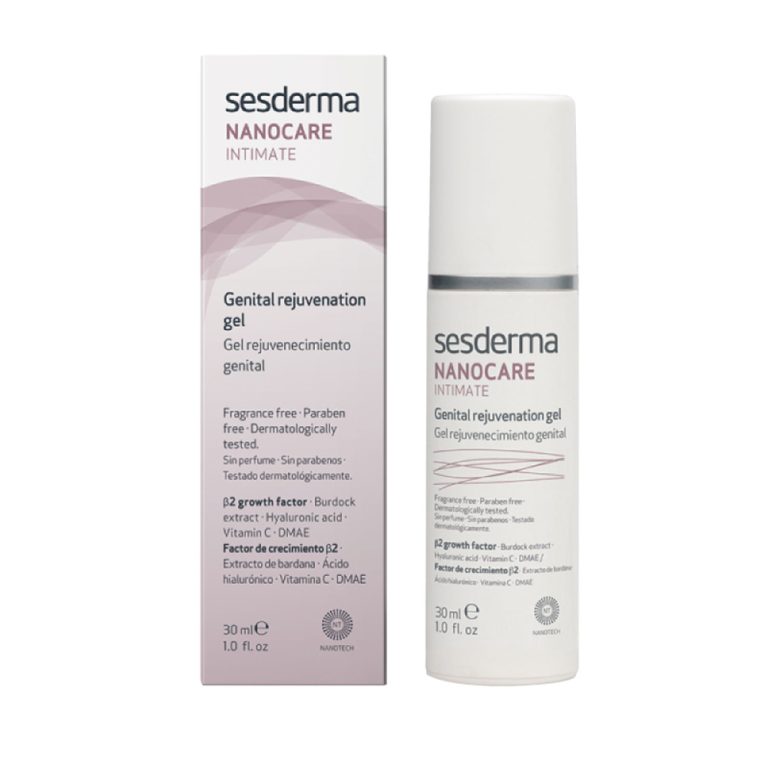 sesderma
NANOCARE
INTIMATE
Genital rejuvenation
gel
Gel rejuvenecimiento
genital
Fragrance free · Paraben
free · Dermatologically
tested.
Sin perfume · Sin parabenos ·
Testado dermatológicamente.
β2 growth factor · Burdock
extract · Hyaluronic acid ·
Vitamin C · DMAE
Factor de crecimiento β2 ·
Extracto de bardana · Ácido
hialurónico · Vitamina C · DMAE
30 ml ℮
1.0 fl. oz
NT
NANOTECH
sesderma
NANOCARE
INTIMATE
Genital rejuvenation gel
Gel rejuvenecimiento genital
Fragrance free · Paraben free ·
Dermatologically tested.
Sin perfume · Sin parabenos · Testado
dermatológicamente.
β2 growth factor · Burdock extract ·
Hyaluronic acid · Vitamin C · DMAE /
Factor de crecimiento β2 · Extracto de bardana ·
Ácido hialurónico · Vitamina C · DMAE
30 ml ℮
1.0 fl. oz
NT
NANOTECH